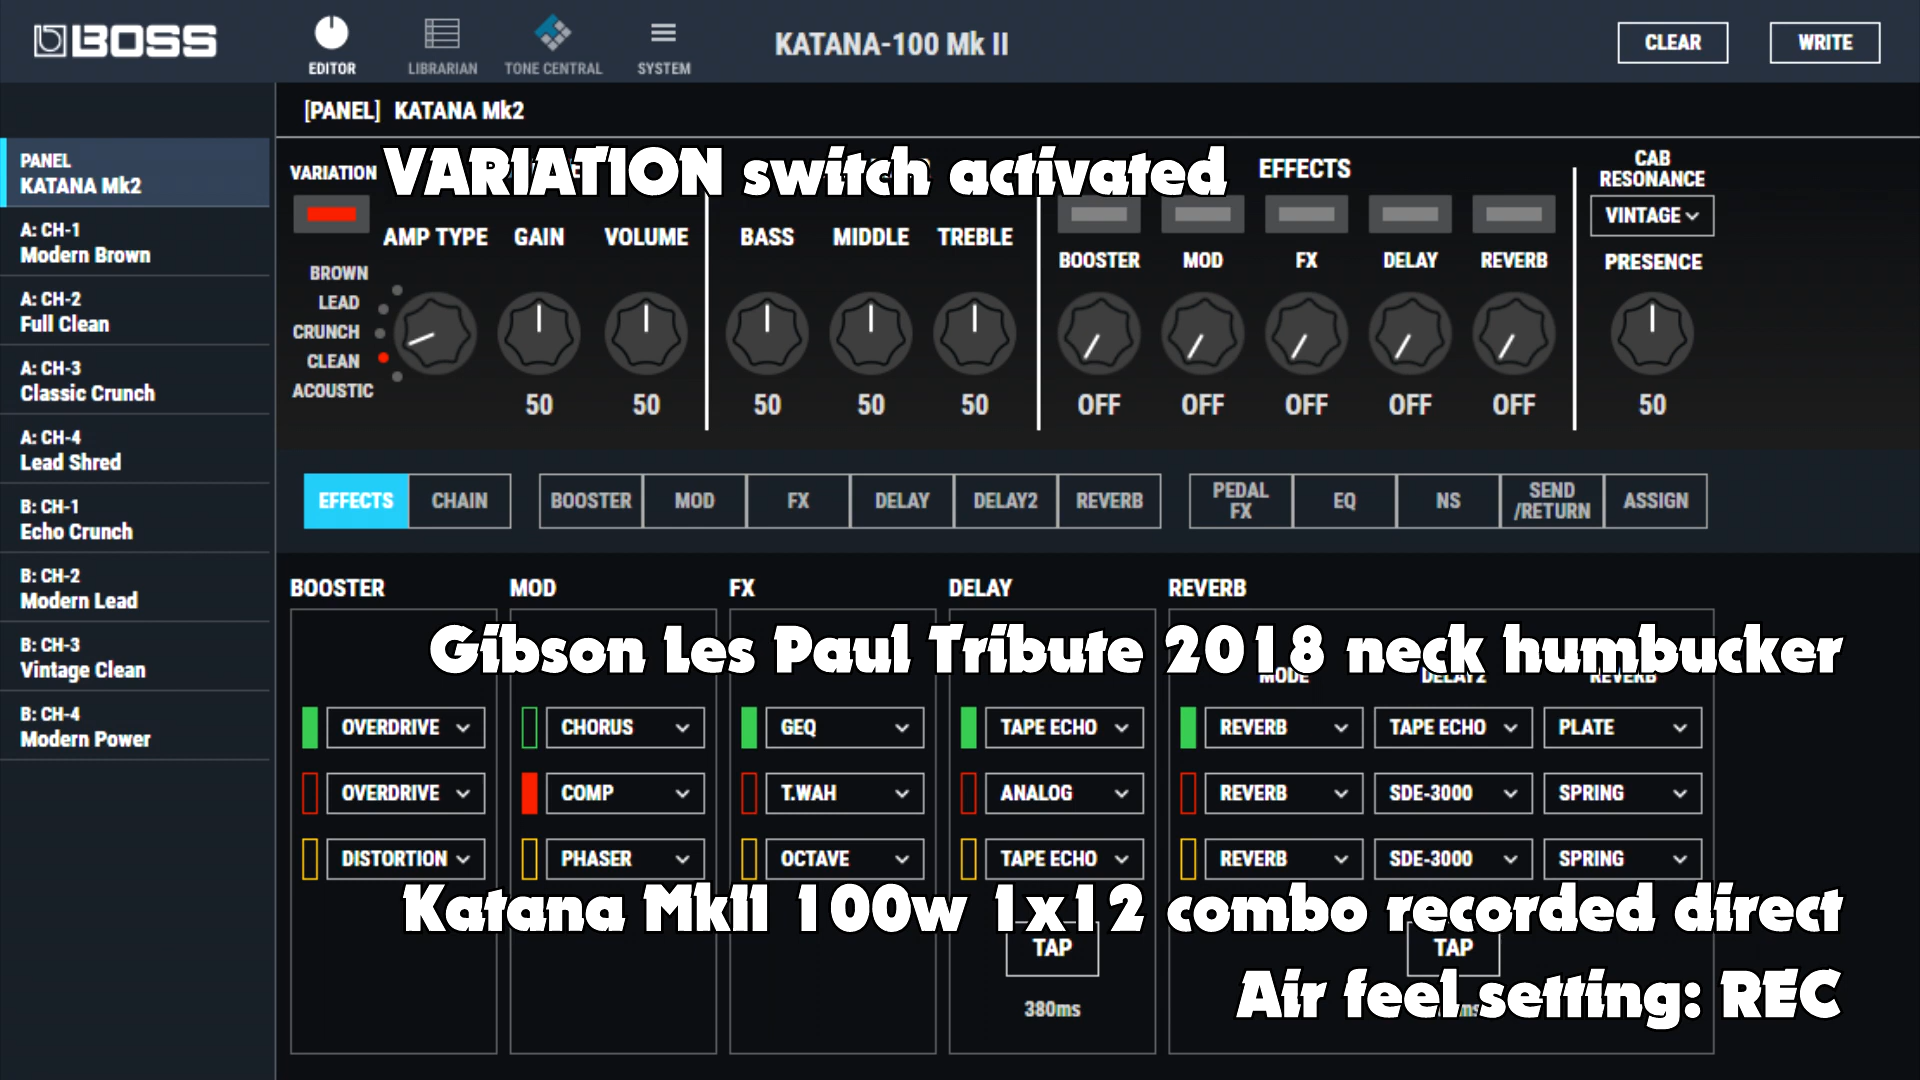 BOSS
EDITOR
LIBRARIAN
TONE CENTRAL
SYSTEM
KATANA-100 Mk II
CLEAR
WRITE
[PANEL] KATANA Mk2
PANEL
KATANA Mk2
A: CH-1
Modern Brown
A: CH-2
Full Clean
A: CH-3
Classic Crunch
A: CH-4
Lead Shred
B: CH-1
Echo Crunch
B: CH-2
Modern Lead
B: CH-3
Vintage Clean
B: CH-4
Modern Power
VARIATION
VARIATION switch activated
EFFECTS
CAB
RESONANCE
VINTAGE
AMP TYPE GAIN VOLUME BASS MIDDLE TREBLE
BOOSTER MOD FX DELAY REVERB PRESENCE
BROWN
LEAD
CRUNCH
CLEAN
ACOUSTIC
50 50 50 50 50 OFF OFF OFF OFF OFF 50
EFFECTS CHAIN BOOSTER MOD FX DELAY DELAY2 REVERB PEDAL FX EQ NS SEND /RETURN ASSIGN
BOOSTER MOD FX DELAY REVERB
Gibson Les Paul Tribute 2018 neck humbucker
MODE DELAY2 REVERB
OVERDRIVE CHORUS GEQ TAPE ECHO REVERB TAPE ECHO PLATE
OVERDRIVE COMP T.WAH ANALOG REVERB SDE-3000 SPRING
DISTORTION PHASER OCTAVE TAPE ECHO REVERB SDE-3000 SPRING
Katana MkII 100w 1x12 combo recorded direct
TAP TAP
Air feel setting: REC
380ms